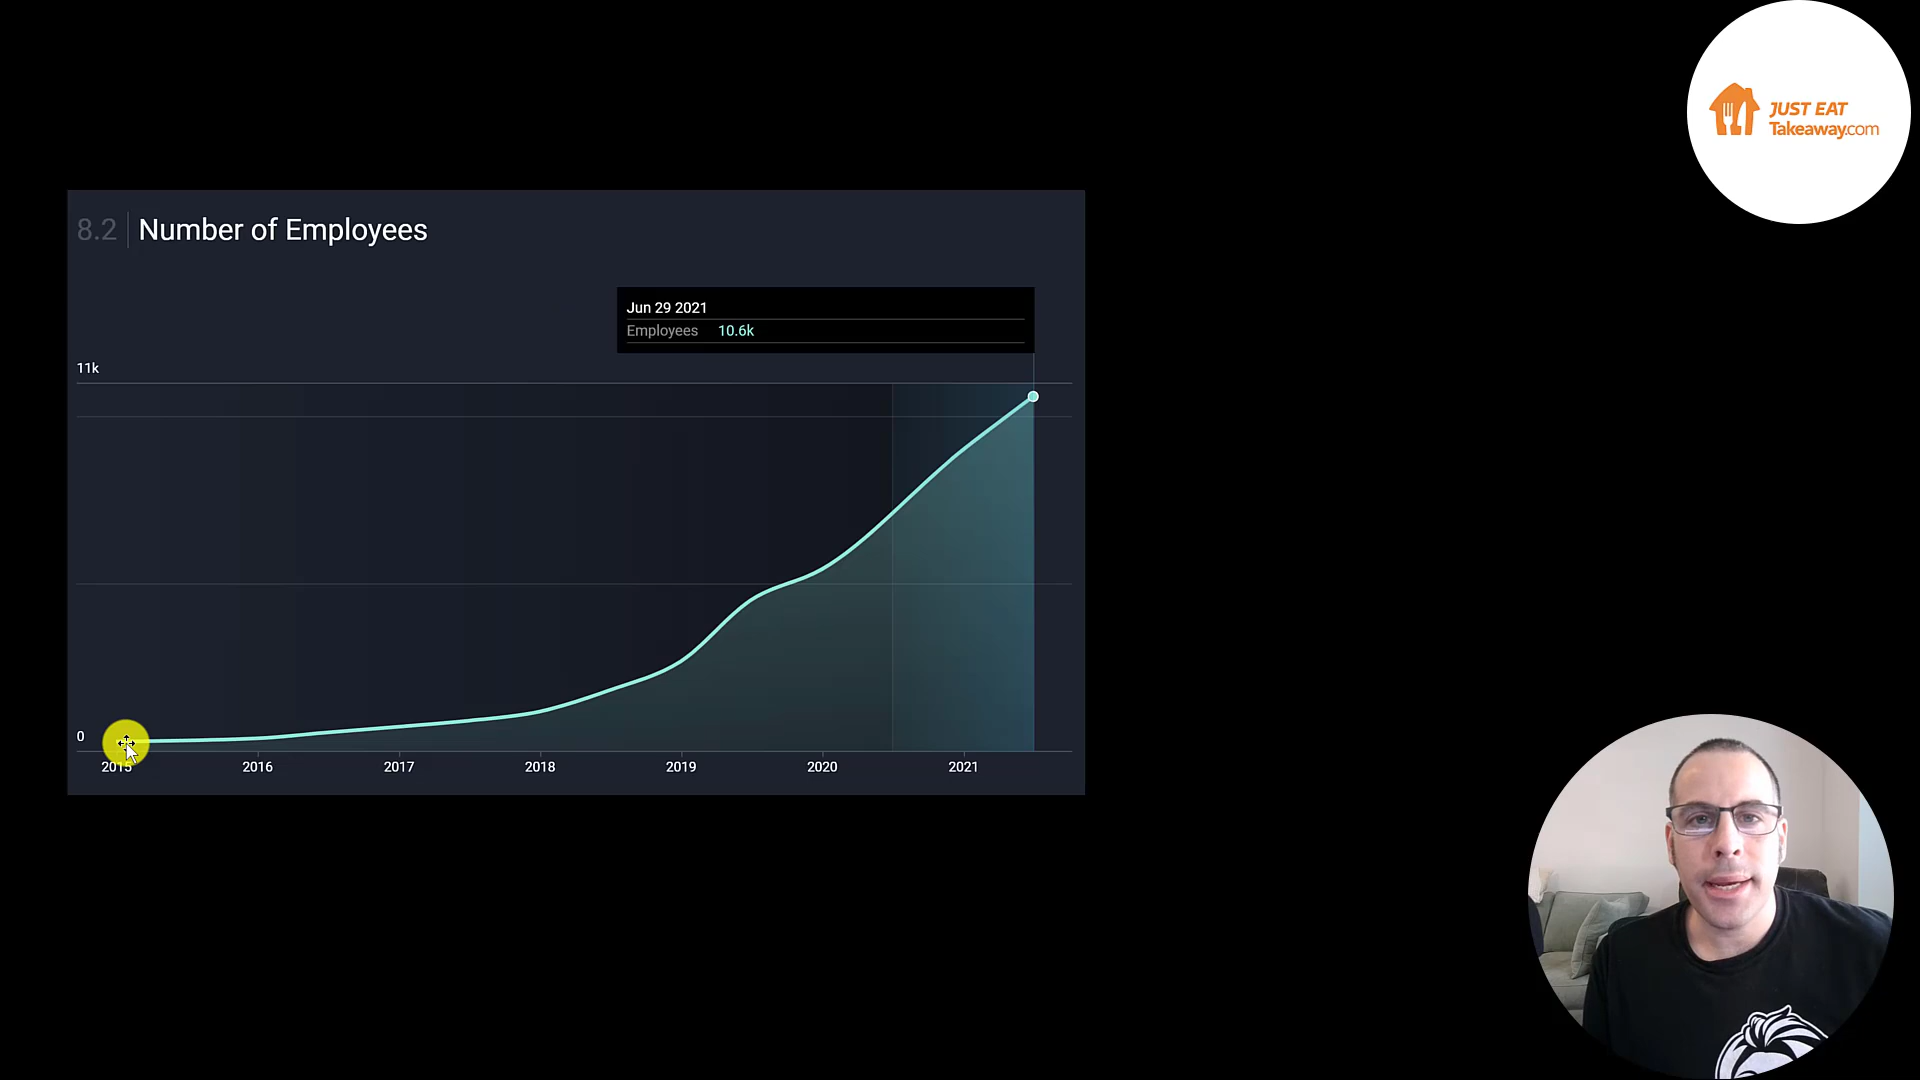 JUST EAT
Takeaway.com
8.2 Number of Employees
Jun 29 2021
Employees 10.6k
11k
0
2015 2016 2017 2018 2019 2020 2021